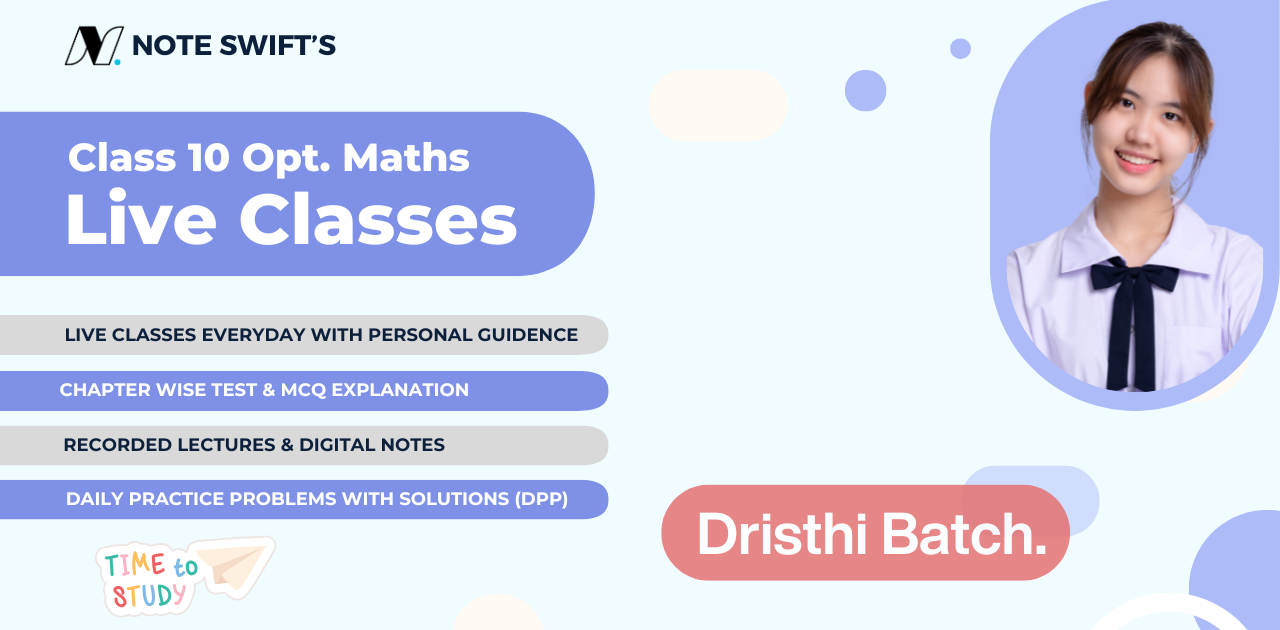 NOTE SWIFT'S
Class 10 Opt. Maths
Live Classes
LIVE CLASSES EVERYDAY WITH PERSONAL GUIDENCE
CHAPTER WISE TEST & MCQ EXPLANATION
RECORDED LECTURES & DIGITAL NOTES
DAILY PRACTICE PROBLEMS WITH SOLUTIONS (DPP)
Dristhi Batch.
TIME to
STUDY